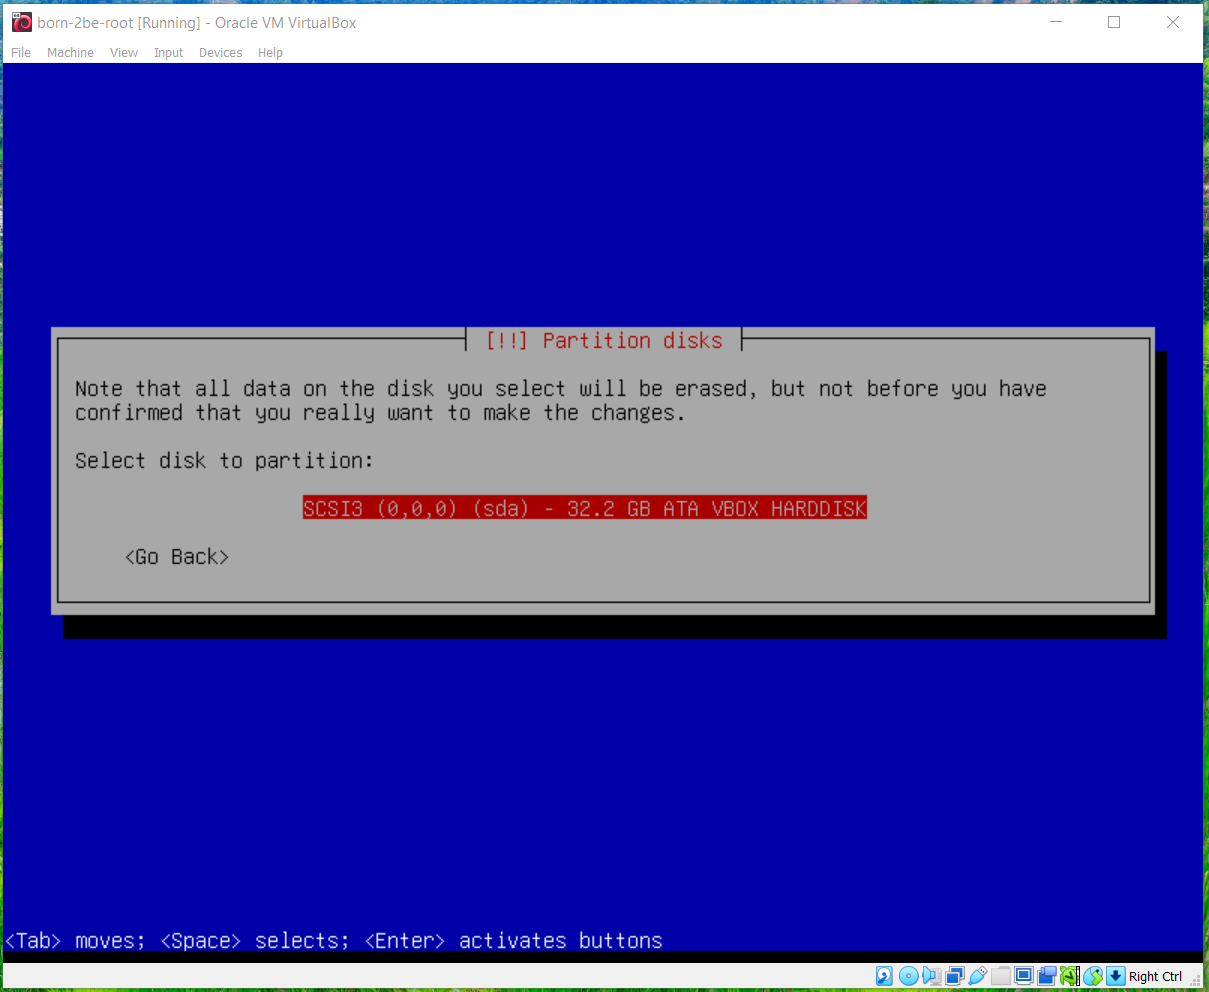 born-2be-root [Running] - Oracle VM VirtualBox
File Machine View Input Devices Help
[!!] Partition disks
Note that all data on the disk you select will be erased, but not before you have
confirmed that you really want to make the changes.
Select disk to partition:
SCSI3 (0,0,0) (sda) - 32.2 GB ATA VBOX HARDDISK
<Go Back>
<Tab> moves; <Space> selects; <Enter> activates buttons
Right Ctrl